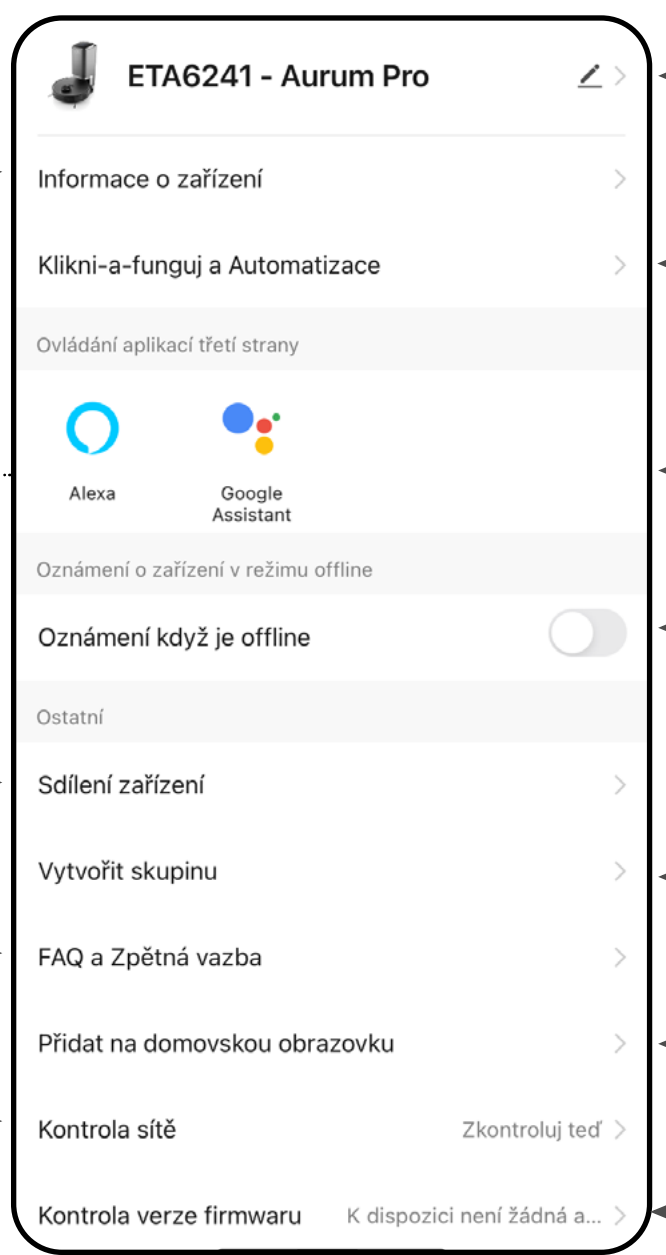 ETA6241 - Aurum Pro
Informace o zařízení
Klikni-a-funguj a Automatizace
Ovládání aplikací třetí strany
Alexa
Google
Assistant
Oznámení o zařízení v režimu offline
Oznámení když je offline
Ostatní
Sdílení zařízení
Vytvořit skupinu
FAQ a Zpětná vazba
Přidat na domovskou obrazovku
Kontrola sítě Zkontroluj teď
Kontrola verze firmwaru K dispozici není žádná a...